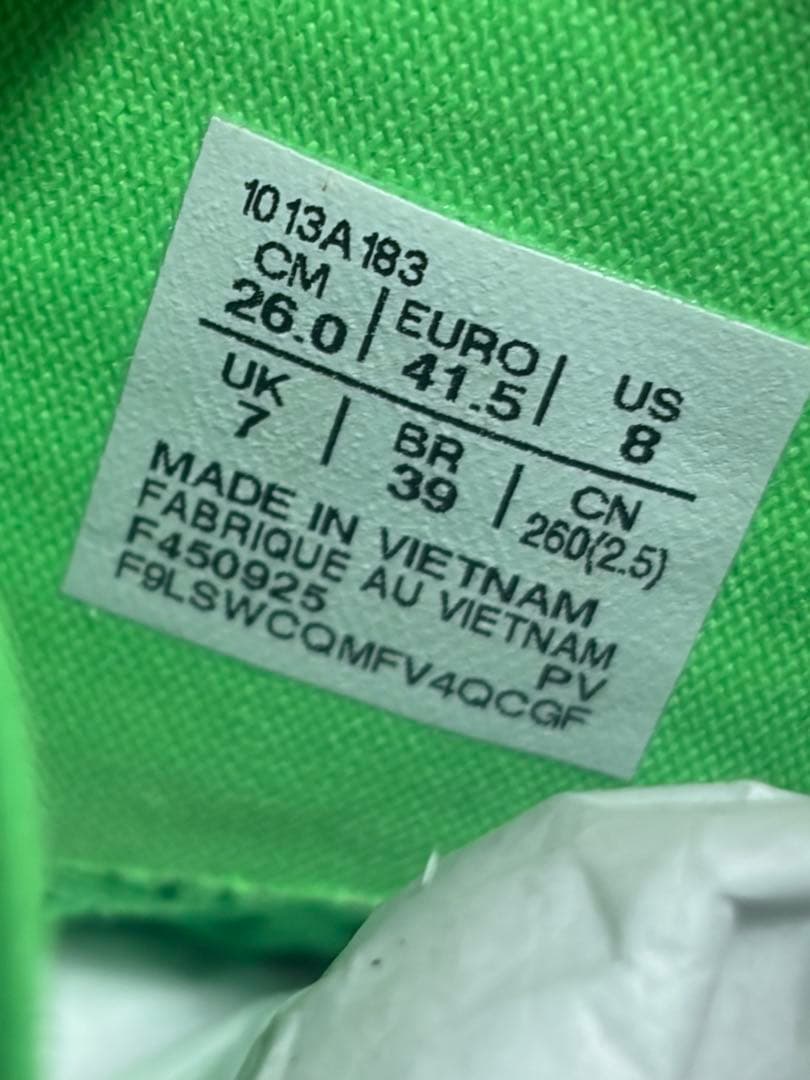 1013A183
CM | EURO | US
26.0 | 41.5 | 8
UK | BR | CN
7 | 39 | 260(2.5)
MADE IN VIETNAM
FABRIQUE AU VIETNAM
F450925 PV
F9LSWCQMFV4QCGF